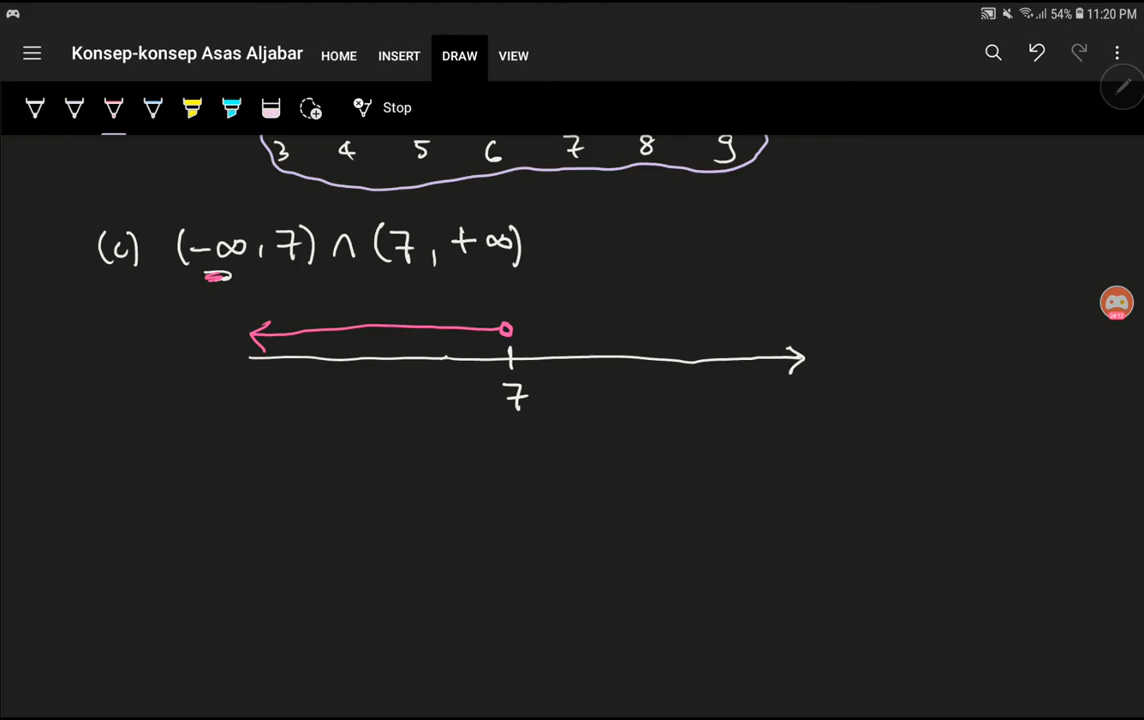 54% 11:20 PM
Konsep-konsep Asas Aljabar HOME INSERT DRAW VIEW
Stop
3 4 5 6 7 8 9
(c) (-∞, 7) ∩ (7, +∞)
7